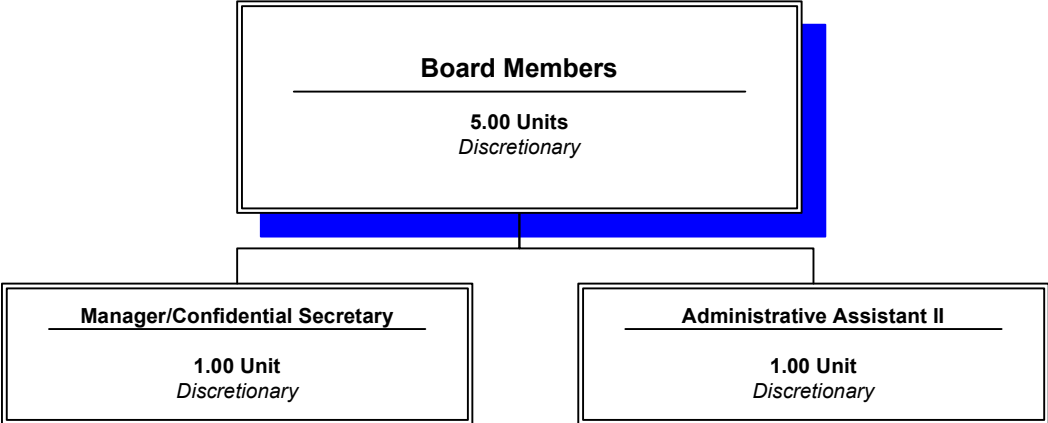 Board Members
5.00 Units
Discretionary
Manager/Confidential Secretary
1.00 Unit
Discretionary
Administrative Assistant II
1.00 Unit
Discretionary